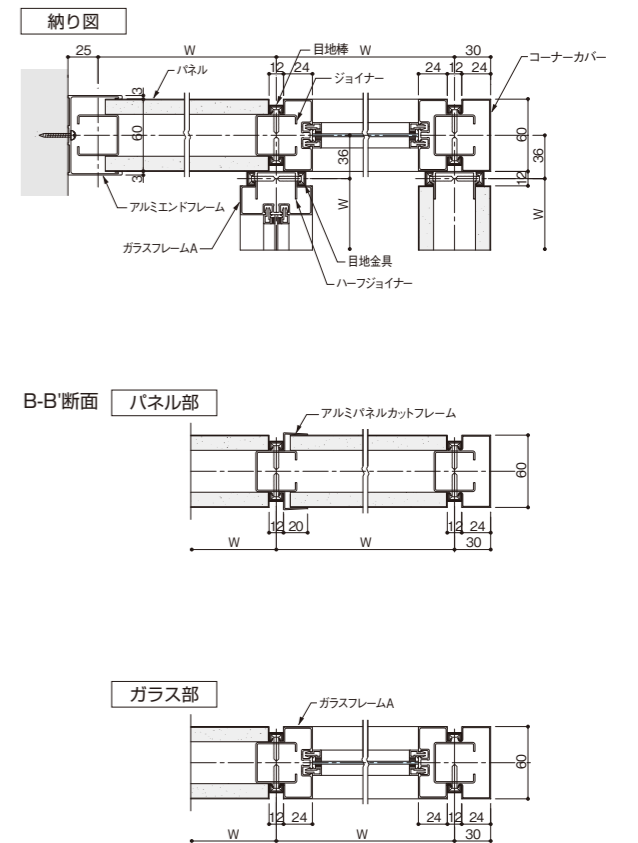 納り図
25 W W 30
目地棒
12 24 24 12 24
コーナーカバー
パネル
ジョイナー
3
60
3
36
60
36
12
W
W
アルミエンドフレーム
ガラスフレームA
目地金具
ハーフジョイナー
B-B'断面 パネル部
アルミパネルカットフレーム
60
12 20 12 24
W W 30
ガラス部
ガラスフレームA
60
12 24 24 12 24
W W 30